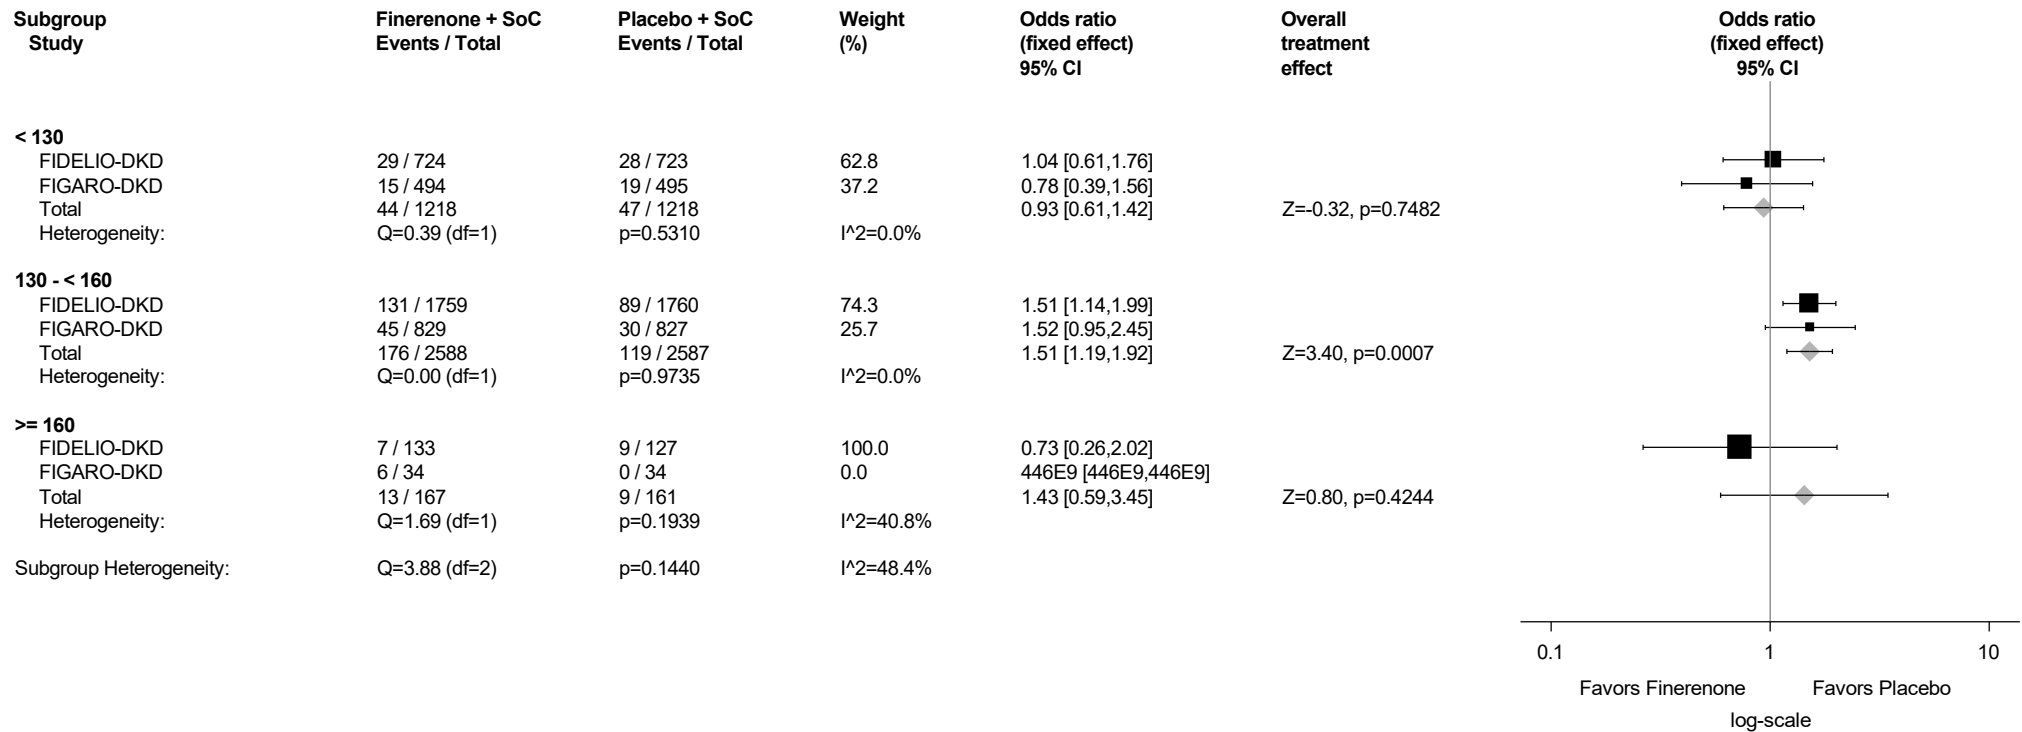 Subgroup Finerenone + SoC Placebo + SoC Weight Odds ratio Overall Odds ratio
Study Events / Total Events / Total (%) (fixed effect) treatment (fixed effect)
95% CI effect 95% CI
< 130
FIDELIO-DKD 29 / 724 28 / 723 62.8 1.04 [0.61,1.76]
FIGARO-DKD 15 / 494 19 / 495 37.2 0.78 [0.39,1.56]
Total 44 / 1218 47 / 1218 0.93 [0.61,1.42] Z=-0.32, p=0.7482
Heterogeneity: Q=0.39 (df=1) p=0.5310 I^2=0.0%
130 - < 160
FIDELIO-DKD 131 / 1759 89 / 1760 74.3 1.51 [1.14,1.99]
FIGARO-DKD 45 / 829 30 / 827 25.7 1.52 [0.95,2.45]
Total 176 / 2588 119 / 2587 1.51 [1.19,1.92] Z=3.40, p=0.0007
Heterogeneity: Q=0.00 (df=1) p=0.9735 I^2=0.0%
>= 160
FIDELIO-DKD 7 / 133 9 / 127 100.0 0.73 [0.26,2.02]
FIGARO-DKD 6 / 34 0 / 34 0.0 446E9 [446E9,446E9]
Total 13 / 167 9 / 161 1.43 [0.59,3.45] Z=0.80, p=0.4244
Heterogeneity: Q=1.69 (df=1) p=0.1939 I^2=40.8%
Subgroup Heterogeneity: Q=3.88 (df=2) p=0.1440 I^2=48.4%
0.1 1 10
Favors Finerenone Favors Placebo
log-scale